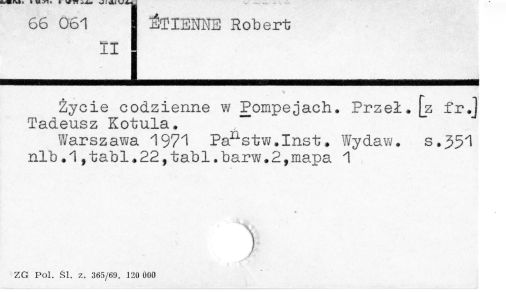 66 061
II
ÉTIENNE Robert
Życie codzienne w Pompejach. Przeł. [z fr.]
Tadeusz Kotula.
Warszawa 1971 Państw.Inst. Wydaw. s.351
nlb.1,tabl.22,tabl.barw.2,mapa 1
ZG Pol. Śl. z. 365/69. 120 000